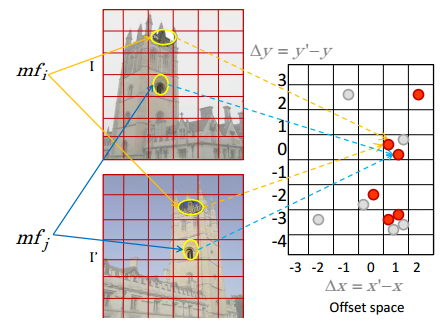 mfi
I
Δy = y'−y
3
2
1
0
-1
-2
-3
-4
mfj
I'
-3 -2 -1 0 1 2
Δx = x'−x
Offset space